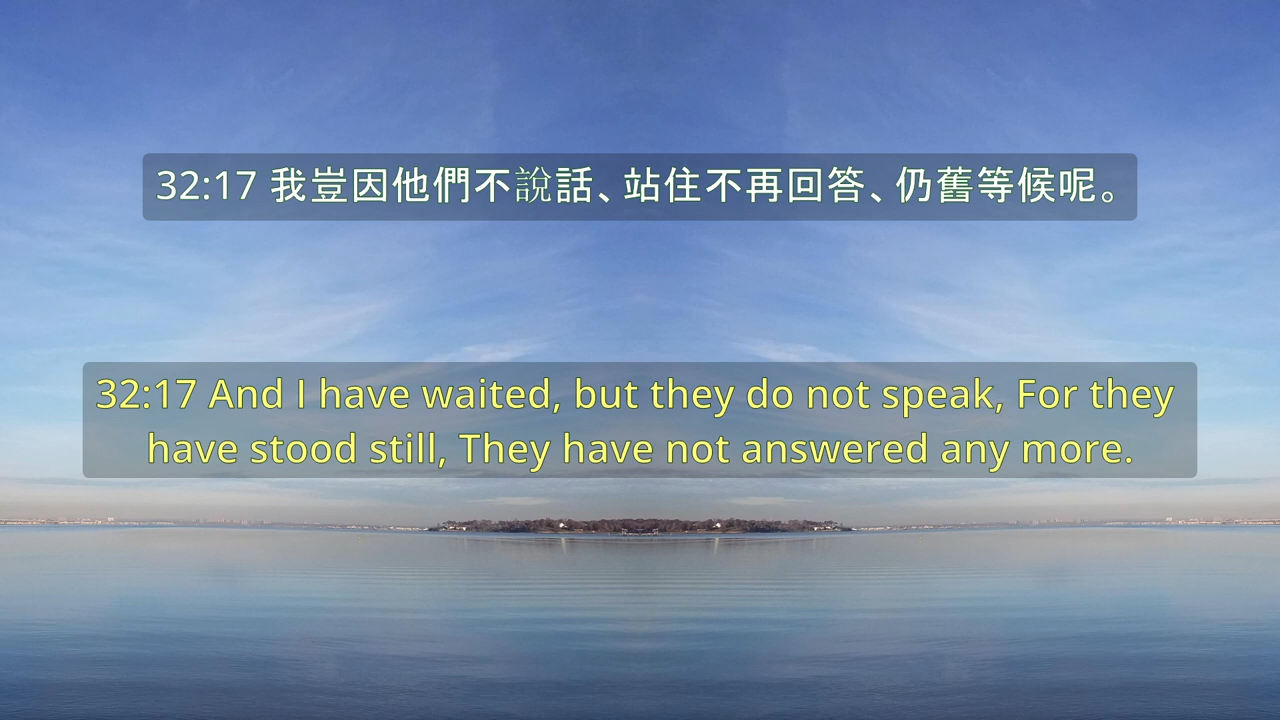 32:17 我豈因他們不說話、站住不再回答、仍舊等候呢。
32:17 And I have waited, but they do not speak, For they
have stood still, They have not answered any more.